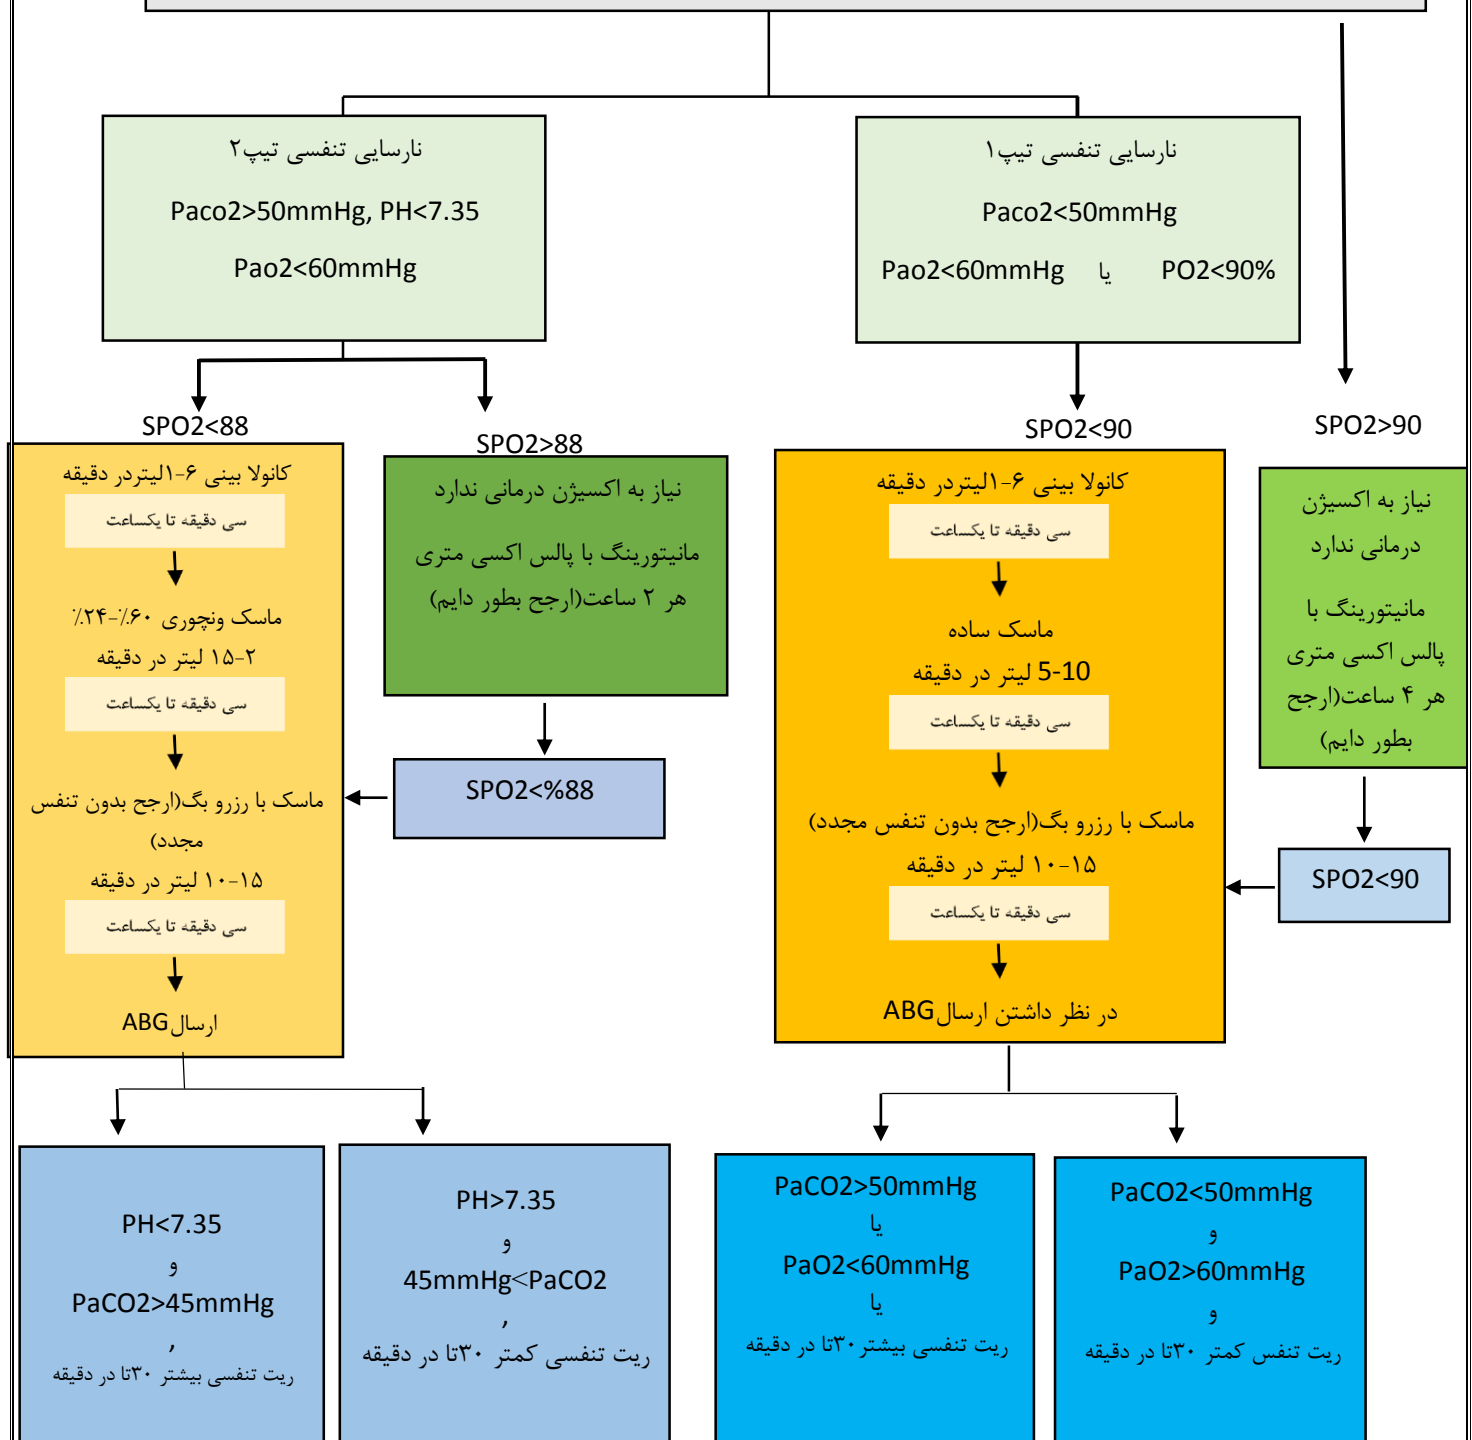 نارسایی تنفسی تیپ۱
Paco2<50mmHg
Pao2<60mmHg یا PO2<90%
نارسایی تنفسی تیپ۲
Paco2>50mmHg, PH<7.35
Pao2<60mmHg
SPO2>90
نیاز به اکسیژن
درمانی ندارد
مانیتورینگ با
پالس اکسی متری
هر ۴ ساعت(ارجح
بطور دایم)
SPO2<90
SPO2<90
کانولا بینی ۶-۱لیتردر دقیقه
سی دقیقه تا یکساعت
ماسک ساده
5-10 لیتر در دقیقه
سی دقیقه تا یکساعت
ماسک با رزرو بگ(ارجح بدون تنفس مجدد)
۱۰-۱۵ لیتر در دقیقه
سی دقیقه تا یکساعت
در نظر داشتن ارسالABG
SPO2>88
نیاز به اکسیژن درمانی ندارد
مانیتورینگ با پالس اکسی متری
هر ۲ ساعت(ارجح بطور دایم)
SPO2<%88
SPO2<88
کانولا بینی ۶-۱لیتردر دقیقه
سی دقیقه تا یکساعت
ماسک ونچوری ۶۰٪-۲۴٪
۲-۱۵ لیتر در دقیقه
سی دقیقه تا یکساعت
ماسک با رزرو بگ(ارجح بدون تنفس
مجدد)
۱۰-۱۵ لیتر در دقیقه
سی دقیقه تا یکساعت
ارسالABG
PaCO2<50mmHg
و
PaO2>60mmHg
و
ریت تنفس کمتر ۳۰تا در دقیقه
PaCO2>50mmHg
یا
PaO2<60mmHg
یا
ریت تنفسی بیشتر ۳۰تا در دقیقه
PH>7.35
و
45mmHg<PaCO2
,
ریت تنفسی کمتر ۳۰تا در دقیقه
PH<7.35
و
PaCO2>45mmHg
,
ریت تنفسی بیشتر ۳۰تا در دقیقه